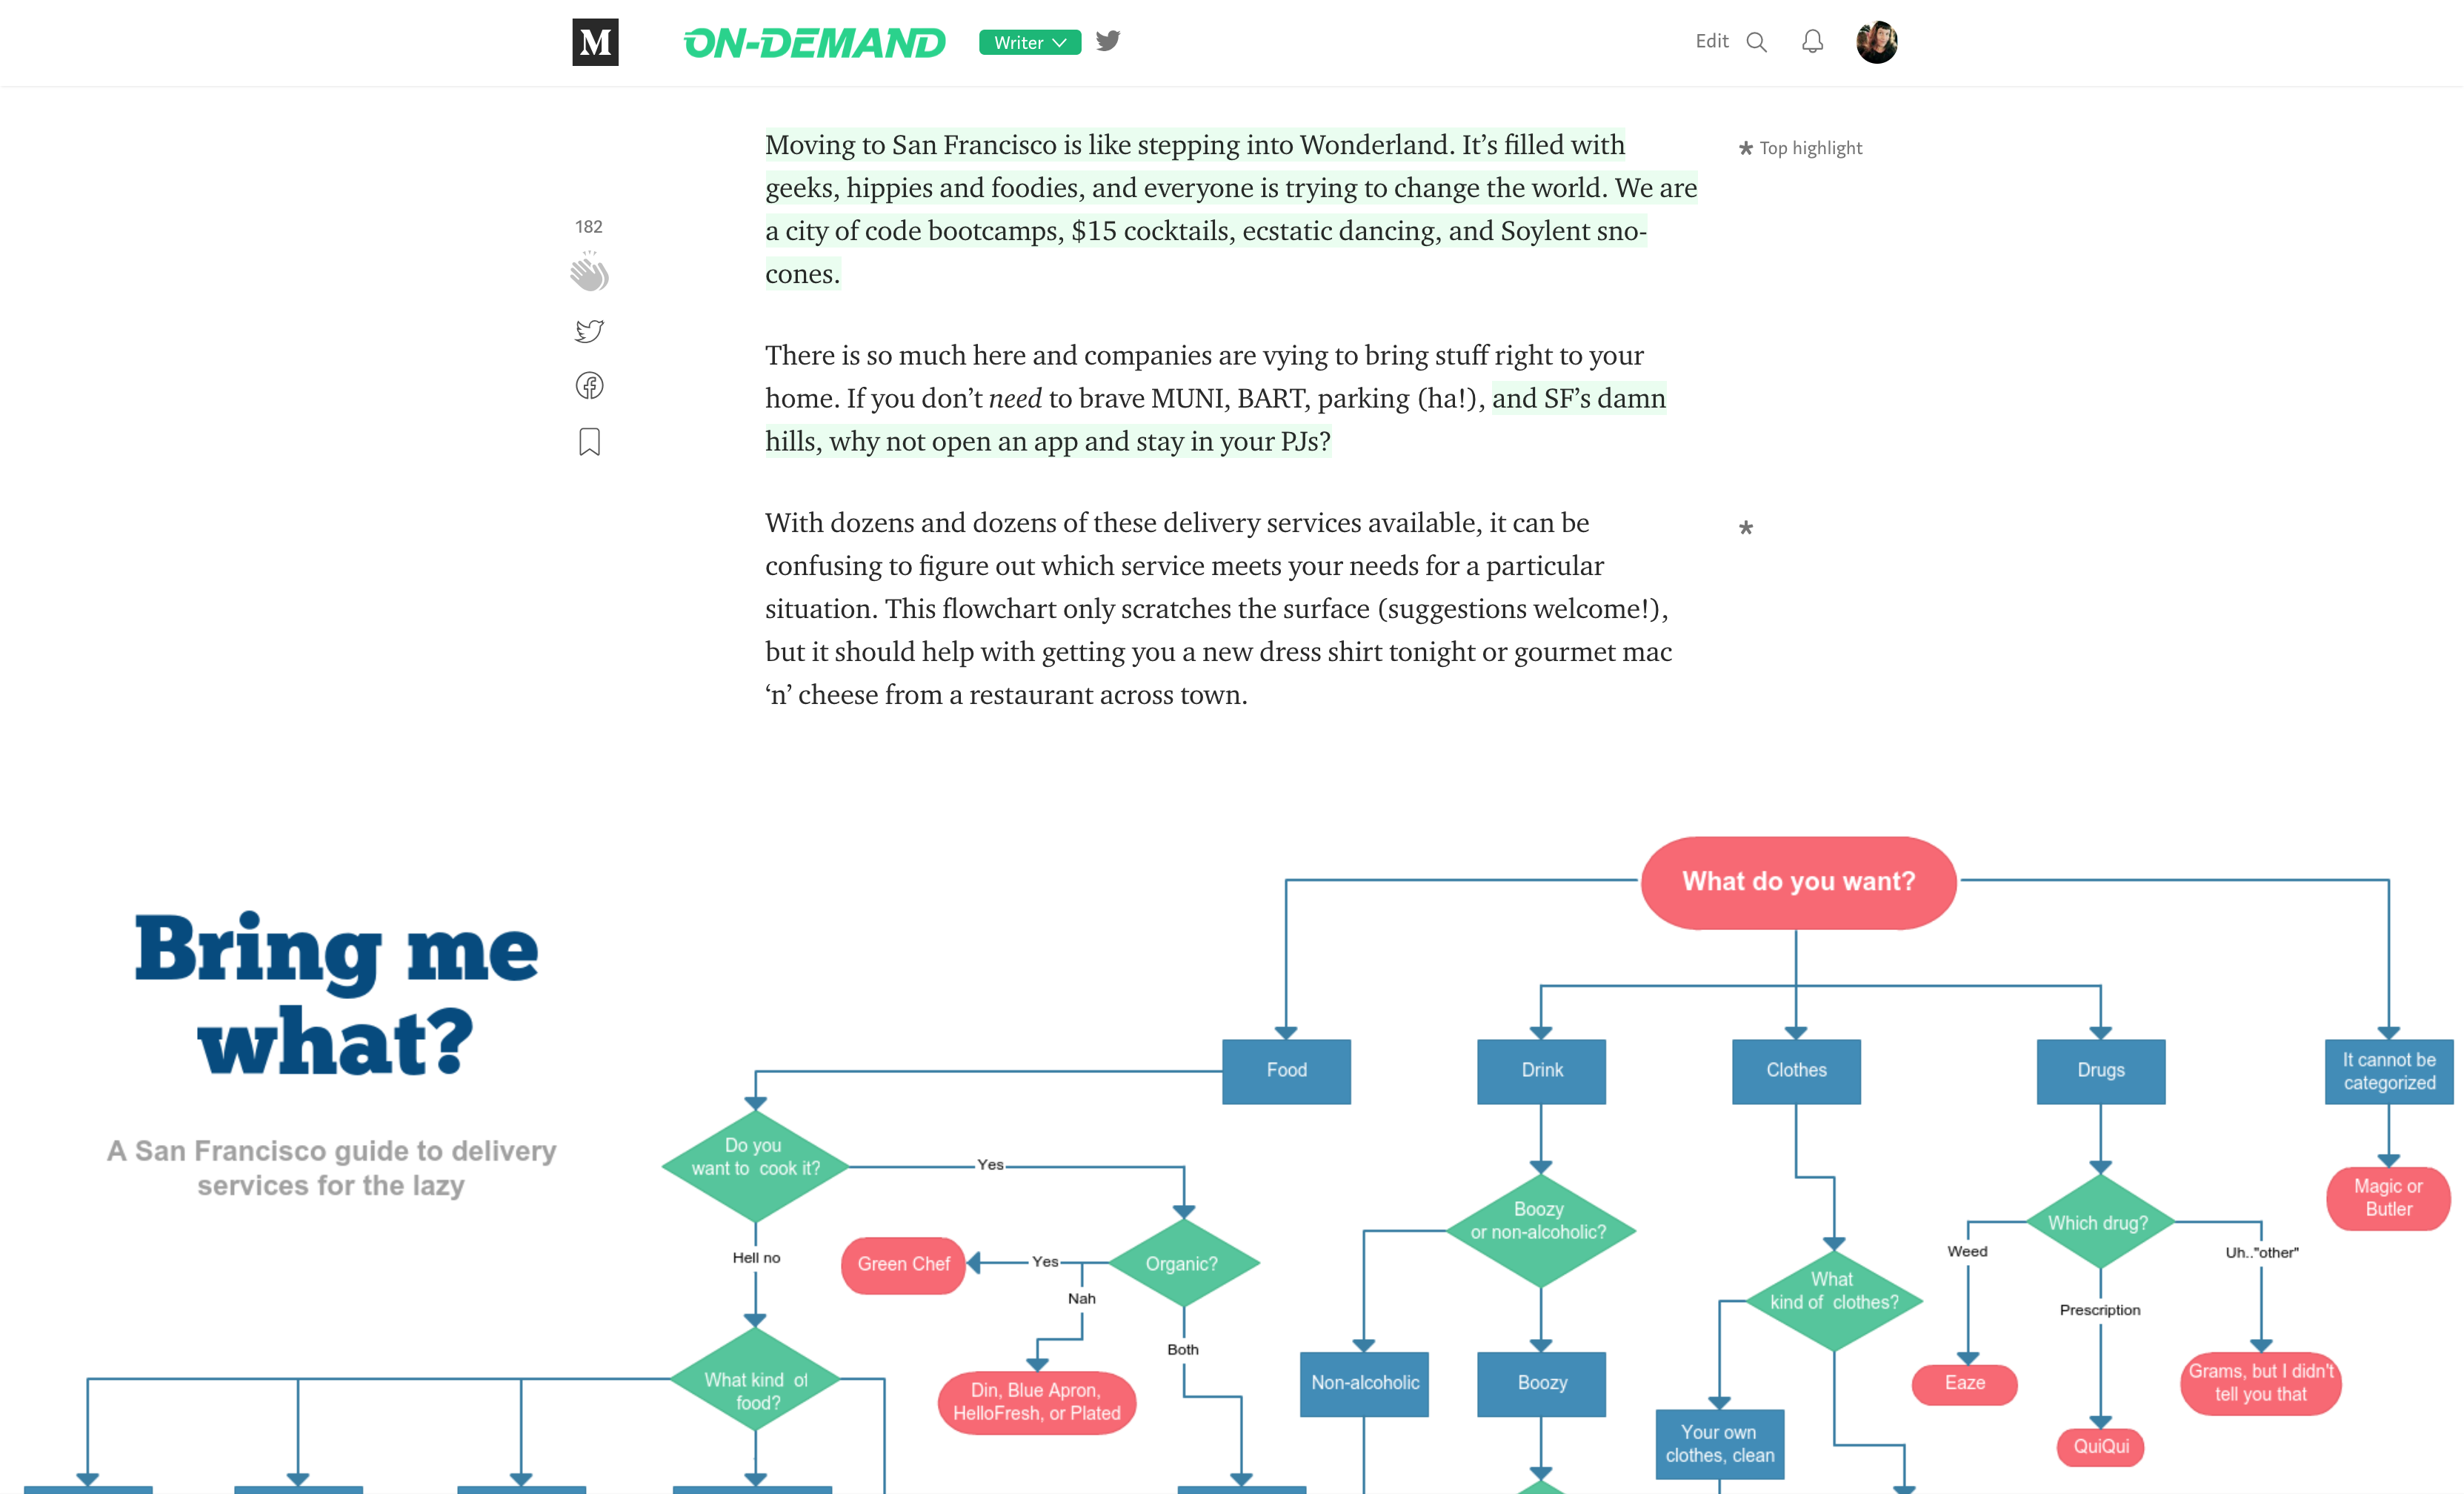 M
ON-DEMAND
Writer
Edit
Moving to San Francisco is like stepping into Wonderland. It’s filled with
geeks, hippies and foodies, and everyone is trying to change the world. We are
a city of code bootcamps, $15 cocktails, ecstatic dancing, and Soylent sno-
cones.
Top highlight
182
There is so much here and companies are vying to bring stuff right to your
home. If you don’t need to brave MUNI, BART, parking (ha!), and SF’s damn
hills, why not open an app and stay in your PJs?
With dozens and dozens of these delivery services available, it can be
confusing to figure out which service meets your needs for a particular
situation. This flowchart only scratches the surface (suggestions welcome!),
but it should help with getting you a new dress shirt tonight or gourmet mac
‘n’ cheese from a restaurant across town.
Bring me
what?
A San Francisco guide to delivery
services for the lazy
What do you want?
Food
Drink
Clothes
Drugs
It cannot be
categorized
Do you
want to cook it?
Yes
Hell no
Organic?
Yes
Green Chef
Nah
Din, Blue Apron,
HelloFresh, or Plated
Both
What kind of
food?
Boozy
or non-alcoholic?
Non-alcoholic
Boozy
What
kind of clothes?
Your own
clothes, clean
Which drug?
Weed
Eaze
Prescription
QuiQui
Uh.."other"
Grams, but I didn't
tell you that
Magic or
Butler